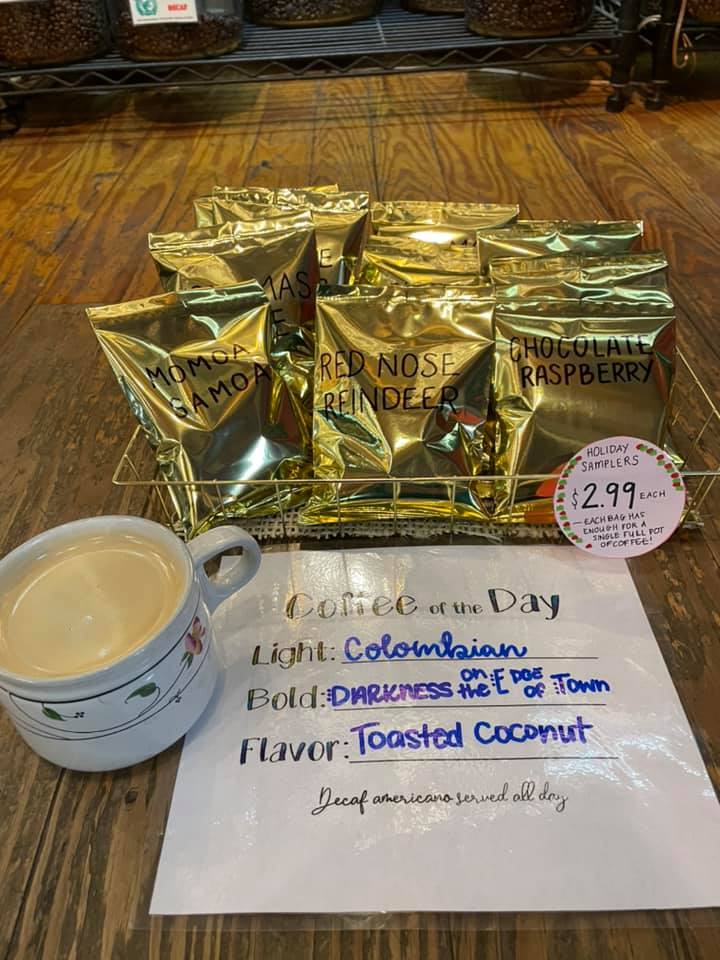 DECAF
MAS
E
E
MOMOA
SAMOA
RED NOSE
REINDEER
CHOCOLATE
RASPBERRY
HOLIDAY
SAMPLERS
$2.99 EACH
— EACH BAG HAS
ENOUGH FOR A
SINGLE FULL POT
OF COFFEE!
Coffee of the Day
Light: Colombian
Bold: DARKNESS on the EDGE of Town
Flavor: Toasted Coconut
Decaf americano served all day